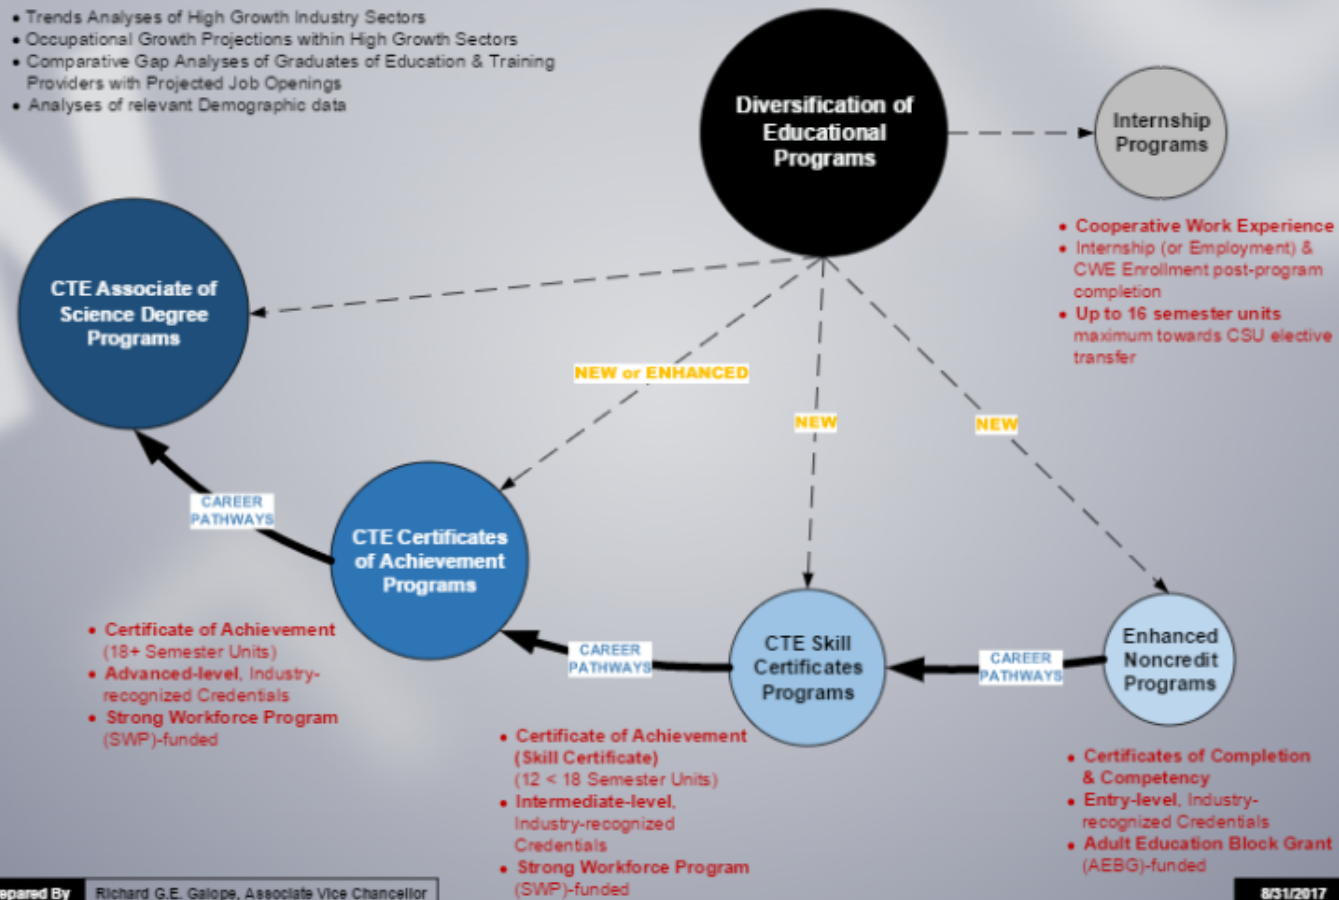 • Trends Analyses of High Growth Industry Sectors
• Occupational Growth Projections within High Growth Sectors
• Comparative Gap Analyses of Graduates of Education & Training
Providers with Projected Job Openings
• Analyses of relevant Demographic data
Diversification of
Educational
Programs
Internship
Programs
• Cooperative Work Experience
• Internship (or Employment) &
CWE Enrollment post-program
completion
• Up to 16 semester units
maximum towards CSU elective
transfer
CTE Associate of
Science Degree
Programs
NEW or ENHANCED
NEW
NEW
CAREER
PATHWAYS
CTE Certificates
of Achievement
Programs
• Certificate of Achievement
(18+ Semester Units)
• Advanced-level, Industry-
recognized Credentials
• Strong Workforce Program
(SWP)-funded
CAREER
PATHWAYS
CTE Skill
Certificates
Programs
• Certificate of Achievement
(Skill Certificate)
(12 < 18 Semester Units)
• Intermediate-level,
Industry-recognized
Credentials
• Strong Workforce Program
(SWP)-funded
CAREER
PATHWAYS
Enhanced
Noncredit
Programs
• Certificates of Completion
& Competency
• Entry-level, Industry-
recognized Credentials
• Adult Education Block Grant
(AEBG)-funded
epared By Richard G.E. Galope, Associate Vice Chancellor
8/31/2017